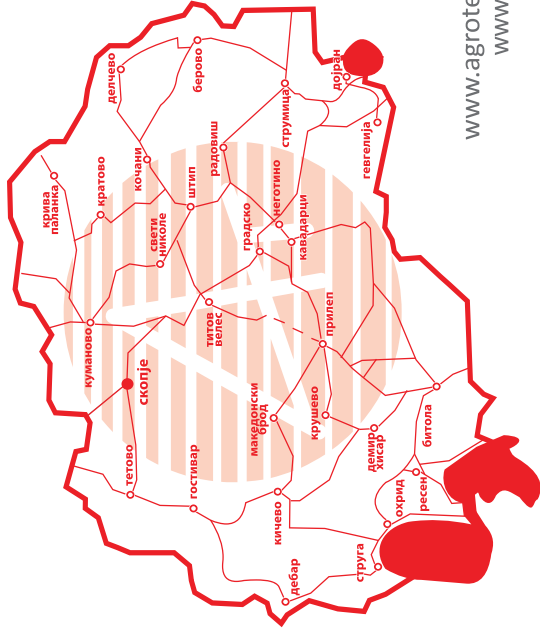 www.agrote
www.
делчево
берово
дојран
струмица
гевгелија
крива
паланка
кратово
кочани
радовиш
штип
свети
николе
неготино
градско
кавадарци
куманово
титов
велес
прилеп
скопје
македонски
брод
крушево
демир
хисар
битола
тетово
гостивар
кичево
охрид
ресен
струга
дебар